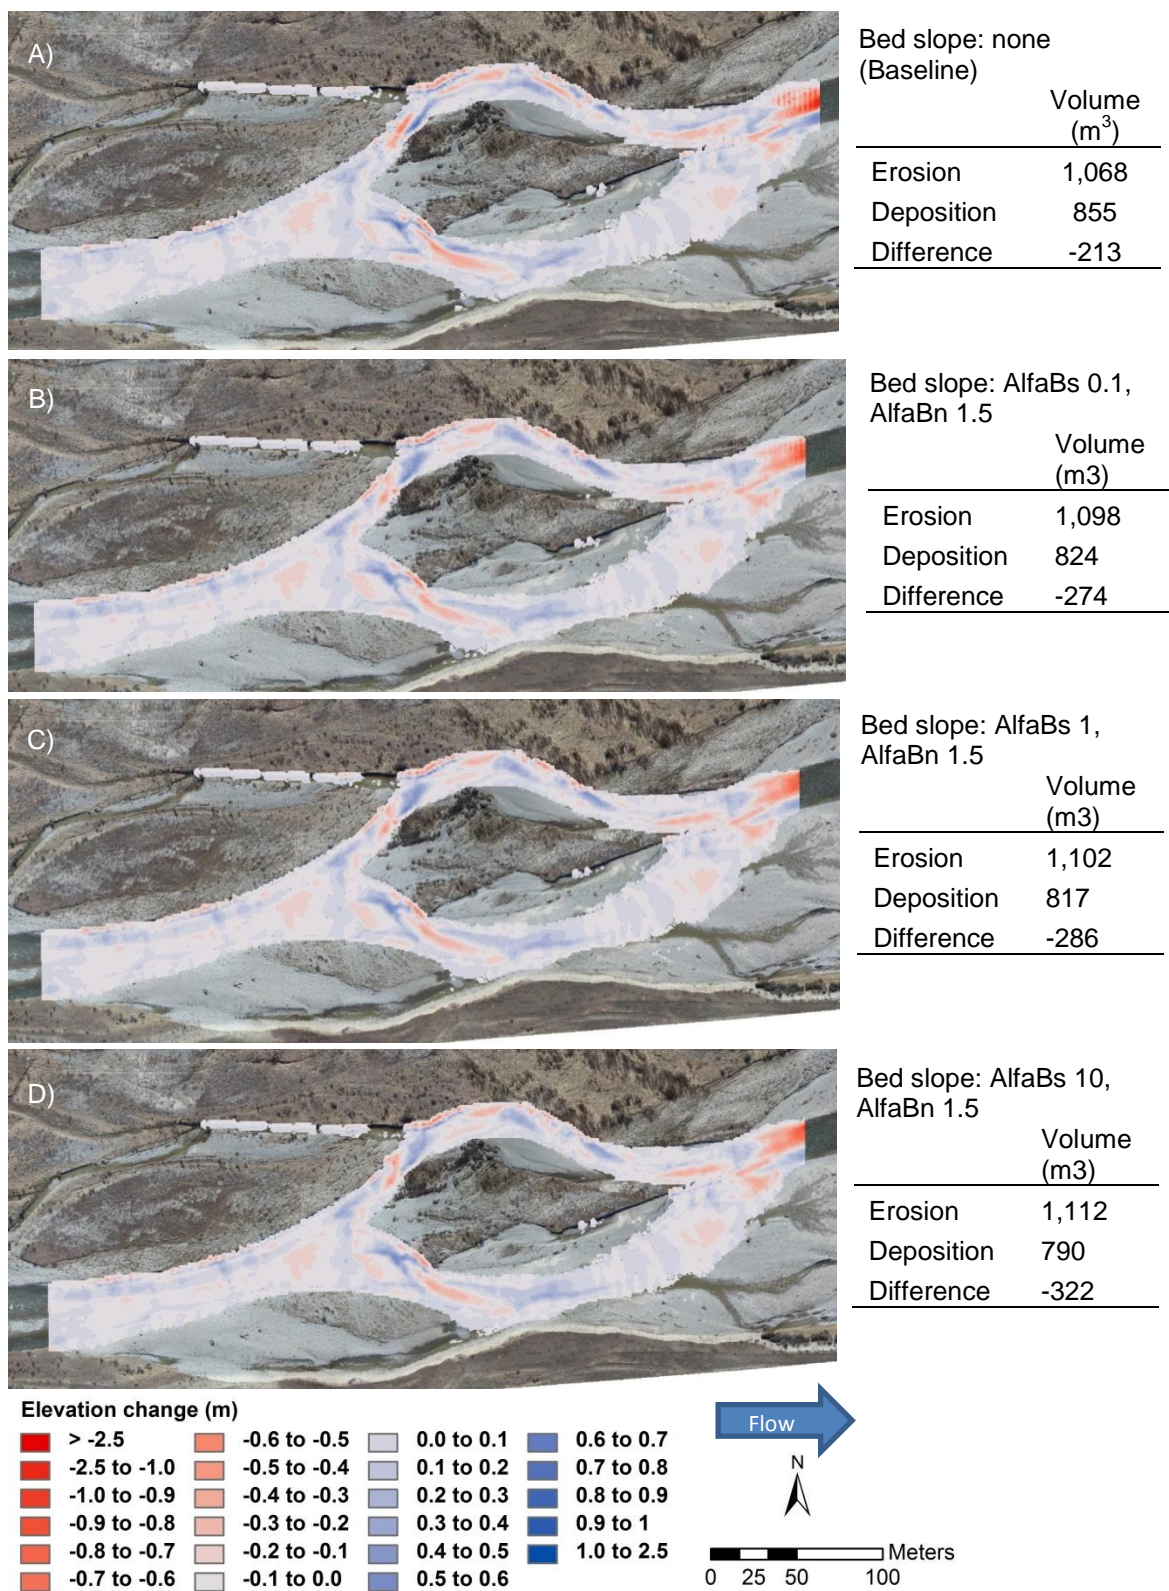 A)
Bed slope: none
(Baseline)
Volume
(m3)
Erosion 1,068
Deposition 855
Difference -213
B)
Bed slope: AlfaBs 0.1,
AlfaBn 1.5
Volume
(m3)
Erosion 1,098
Deposition 824
Difference -274
C)
Bed slope: AlfaBs 1,
AlfaBn 1.5
Volume
(m3)
Erosion 1,102
Deposition 817
Difference -286
D)
Bed slope: AlfaBs 10,
AlfaBn 1.5
Volume
(m3)
Erosion 1,112
Deposition 790
Difference -322
Elevation change (m)
> -2.5 -0.6 to -0.5 0.0 to 0.1 0.6 to 0.7
-2.5 to -1.0 -0.5 to -0.4 0.1 to 0.2 0.7 to 0.8
-1.0 to -0.9 -0.4 to -0.3 0.2 to 0.3 0.8 to 0.9
-0.9 to -0.8 -0.3 to -0.2 0.3 to 0.4 0.9 to 1
-0.8 to -0.7 -0.2 to -0.1 0.4 to 0.5 1.0 to 2.5
-0.7 to -0.6 -0.1 to 0.0 0.5 to 0.6
Flow
N
Meters
0 25 50 100